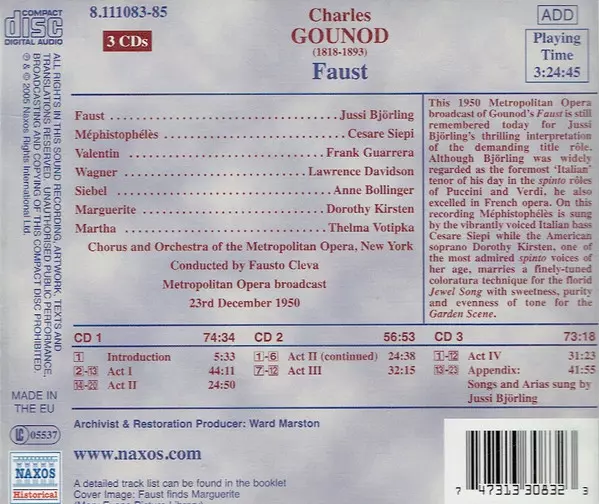 COMPACT
disc
DIGITAL AUDIO
8.111083-85
3 CDs
Charles
GOUNOD
(1818-1893)
Faust
ADD
Playing
Time
3:24:45
ALL RIGHTS IN THIS SOUND RECORDING, ARTWORK, TEXTS AND
TRANSLATIONS RESERVED. UNAUTHORISED PUBLIC PERFORMANCE,
BROADCASTING AND COPYING OF THIS COMPACT DISC PROHIBITED.
℗ & © 2005 Naxos Rights International Ltd.
Faust . . . . . . . . . . . . . . . . . . . . . . . . . . . . . Jussi Björling
Méphistophélès . . . . . . . . . . . . . . . . . . . . . Cesare Siepi
Valentin . . . . . . . . . . . . . . . . . . . . . . . . . Frank Guarrera
Wagner . . . . . . . . . . . . . . . . . . . . . . Lawrence Davidson
Siebel . . . . . . . . . . . . . . . . . . . . . . . . . . . Anne Bollinger
Marguerite . . . . . . . . . . . . . . . . . . . . . . Dorothy Kirsten
Martha . . . . . . . . . . . . . . . . . . . . . . . . . . Thelma Votipka
Chorus and Orchestra of the Metropolitan Opera, New York
Conducted by Fausto Cleva
Metropolitan Opera broadcast
23rd December 1950
This 1950 Metropolitan Opera
broadcast of Gounod's Faust is still
remembered today for Jussi
Björling's thrilling interpretation
of the demanding title rôle.
Although Björling was widely
regarded as the foremost 'Italian'
tenor of his day in the spinto rôles
of Puccini and Verdi, he also
excelled in French opera. On this
recording Méphistophélès is sung
by the vibrantly voiced Italian bass
Cesare Siepi while the American
soprano Dorothy Kirsten, one of
the most admired spinto voices of
her age, marries a finely-tuned
coloratura technique for the florid
Jewel Song with sweetness, purity
and evenness of tone for the
Garden Scene.
CD 1 74:34
1 Introduction 5:33
2-13 Act I 44:11
14-20 Act II 24:50
CD 2 56:53
1-6 Act II (continued) 24:38
7-12 Act III 32:15
CD 3 73:18
1-12 Act IV 31:23
13-23 Appendix: 41:55
Songs and Arias sung by
Jussi Björling
MADE IN
THE EU
LC 05537
NAXOS
Historical
Archivist & Restoration Producer: Ward Marston
www.naxos.com
A detailed track list can be found in the booklet
Cover Image: Faust finds Marguerite
7 47313 30832 3